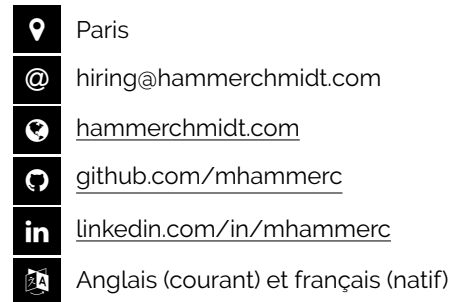 Paris
hiring@hammerchmidt.com
hammerchmidt.com
github.com/mhammerc
linkedin.com/in/mhammerc
Anglais (courant) et français (natif)